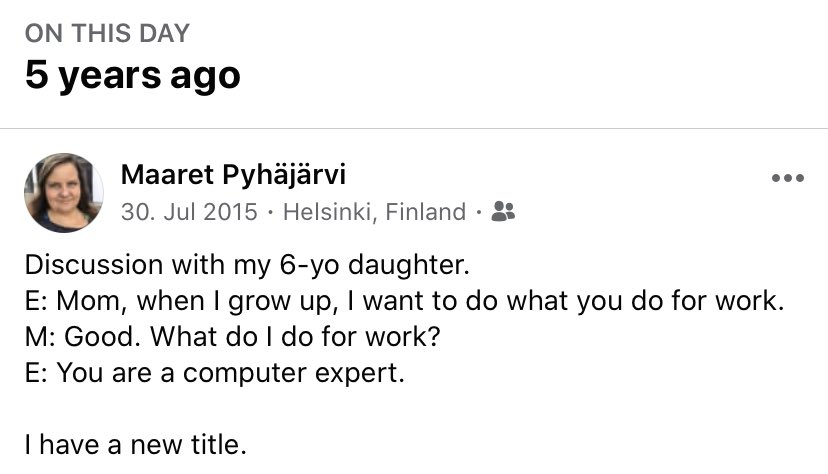 ON THIS DAY
5 years ago
Maaret Pyhäjärvi
30. Jul 2015 · Helsinki, Finland ·
Discussion with my 6-yo daughter.
E: Mom, when I grow up, I want to do what you do for work.
M: Good. What do I do for work?
E: You are a computer expert.
I have a new title.